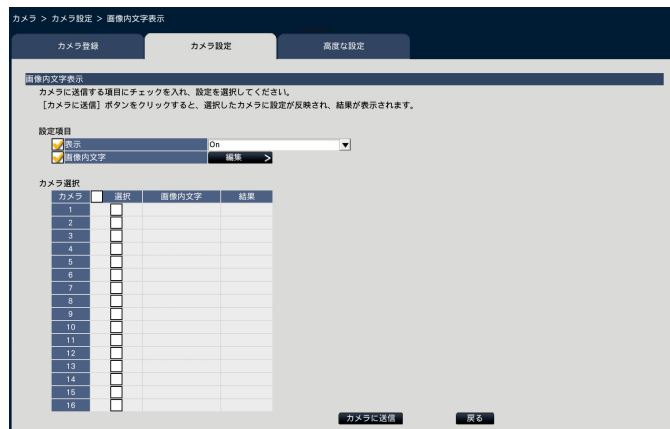 カメラ > カメラ設定 > 画像内文字表示
カメラ登録 カメラ設定 高度な設定
画像内文字表示
カメラに送信する項目にチェックを入れ、設定を選択してください。
［カメラに送信］ボタンをクリックすると、選択したカメラに設定が反映され、結果が表示されます。
設定項目
表示 On
画像内文字 編集 >
カメラ選択
カメラ 選択 画像内文字 結果
1
2
3
4
5
6
7
8
9
10
11
12
13
14
15
16
カメラに送信 戻る